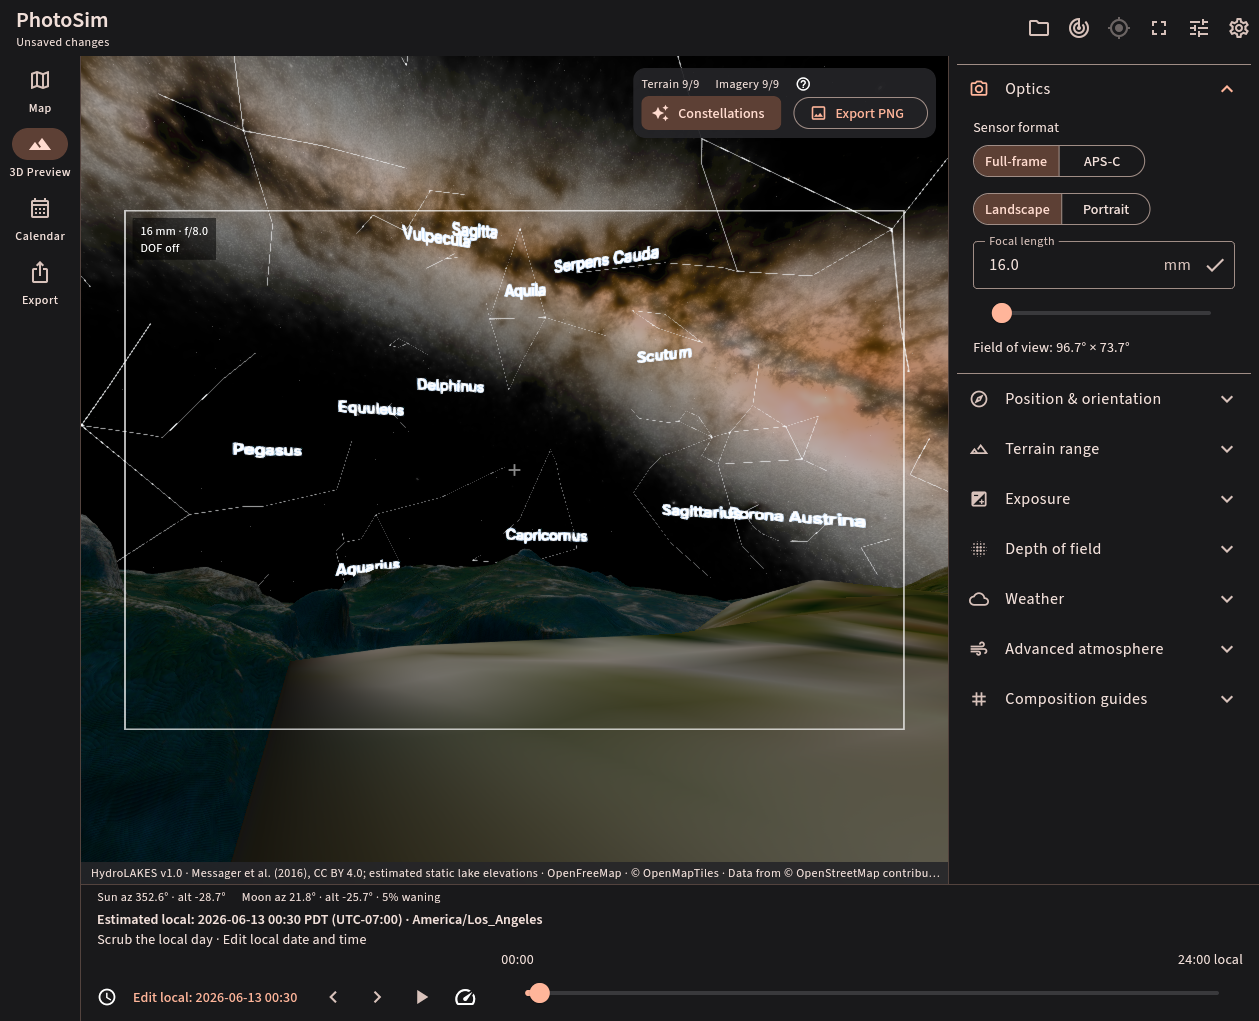 PhotoSim
Unsaved changes
Map
3D Preview
Calendar
Export
Terrain 9/9 Imagery 9/9
Constellations
Export PNG
16 mm · f/8.0
DOF off
Vulpecula
Sagitta
Serpens Cauda
Aquila
Scutum
Delphinus
Equuleus
Pegasus
Sagittarius
Corona Austrina
Capricornus
Aquarius
HydroLAKES v1.0 · Messager et al. (2016), CC BY 4.0; estimated static lake elevations · OpenFreeMap · © OpenMapTiles · Data from © OpenStreetMap contribu…
Optics
Sensor format
Full-frame APS-C
Landscape Portrait
Focal length
16.0 mm
Field of view: 96.7° × 73.7°
Position & orientation
Terrain range
Exposure
Depth of field
Weather
Advanced atmosphere
Composition guides
Sun az 352.6° · alt -28.7° Moon az 21.8° · alt -25.7° · 5% waning
Estimated local: 2026-06-13 00:30 PDT (UTC-07:00) · America/Los_Angeles
Scrub the local day · Edit local date and time
00:00 24:00 local
Edit local: 2026-06-13 00:30